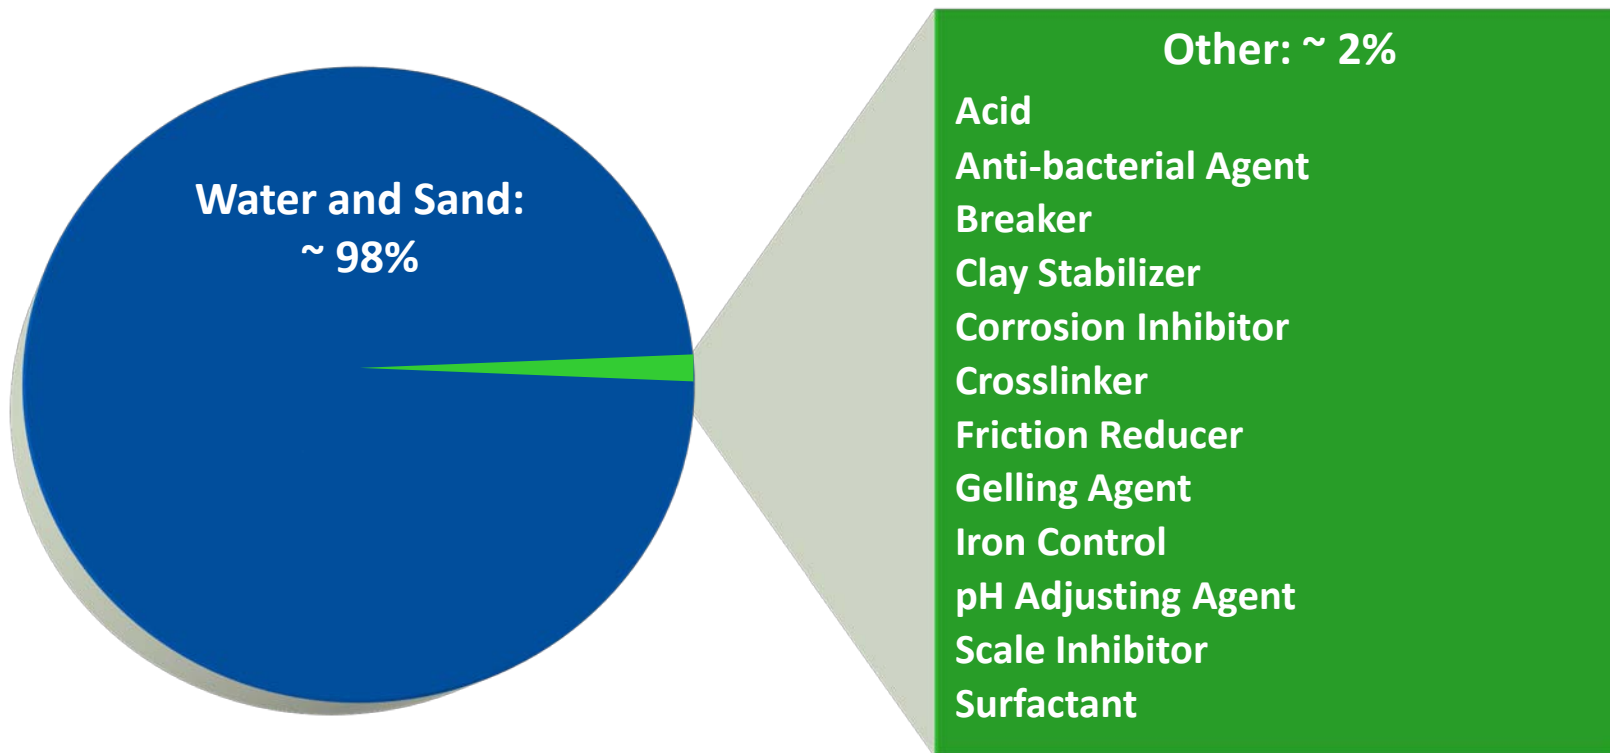 Water and Sand:
~ 98%
Other: ~ 2%
Acid
Anti-bacterial Agent
Breaker
Clay Stabilizer
Corrosion Inhibitor
Crosslinker
Friction Reducer
Gelling Agent
Iron Control
pH Adjusting Agent
Scale Inhibitor
Surfactant